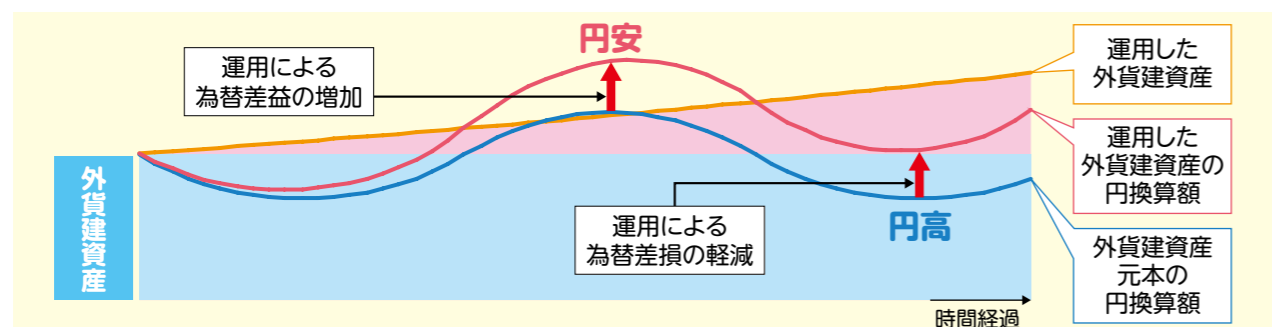 円安
運用による
為替差益の増加
運用した
外貨建資産
運用した
外貨建資産の
円換算額
外貨建資産
運用による
為替差損の軽減
円高
外貨建資産
元本の
円換算額
時間経過